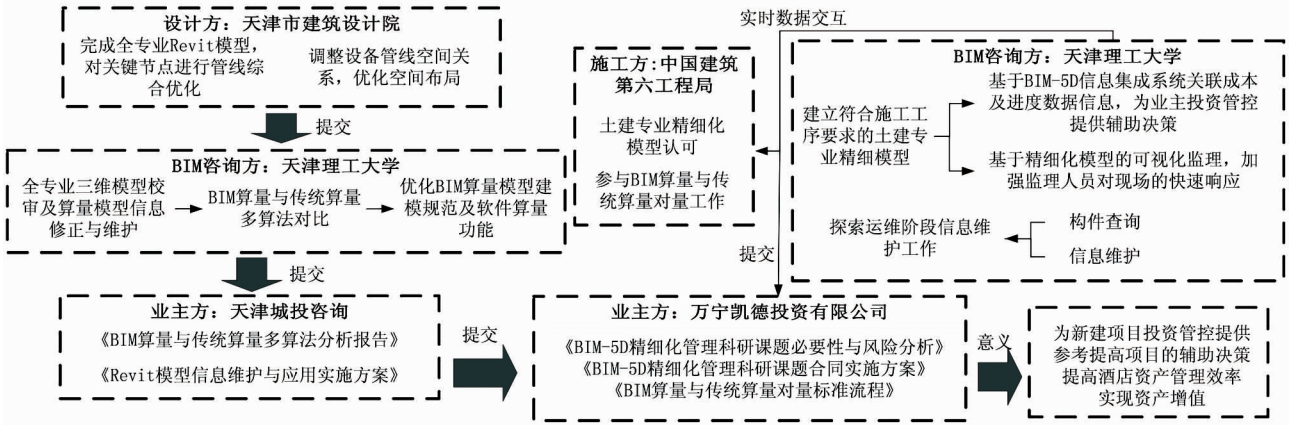 设计方：天津市建筑设计院
完成全专业Revit模型，
对关键节点进行管线综
合优化
调整设备管线空间关
系，优化空间布局
提交
BIM咨询方：天津理工大学
全专业三维模型校
审及算量模型信息
修正与维护
BIM算量与传统算量
多算法对比
优化BIM算量模型建
模规范及软件算量
功能
提交
业主方：天津城投咨询
《BIM算量与传统算量多算法分析报告》
《Revit模型信息维护与应用实施方案》
提交
施工方:中国建筑
第六工程局
土建专业精细化
模型认可
参与BIM算量与传
统算量对量工作
实时数据交互
提交
BIM咨询方：天津理工大学
建立符合施工工
序要求的土建专
业精细模型
基于BIM-5D信息集成系统关联成本
及进度数据信息，为业主投资管控
提供辅助决策
基于精细化模型的可视化监理，加
强监理人员对现场的快速响应
探索运维阶段信息维
护工作
构件查询
信息维护
业主方：万宁凯德投资有限公司
《BIM-5D精细化管理科研课题必要性与风险分析》
《BIM-5D精细化管理科研课题合同实施方案》
《BIM算量与传统算量对量标准流程》
意义
为新建项目投资管控提供
参考提高项目的辅助决策
提高酒店资产管理效率
实现资产增值